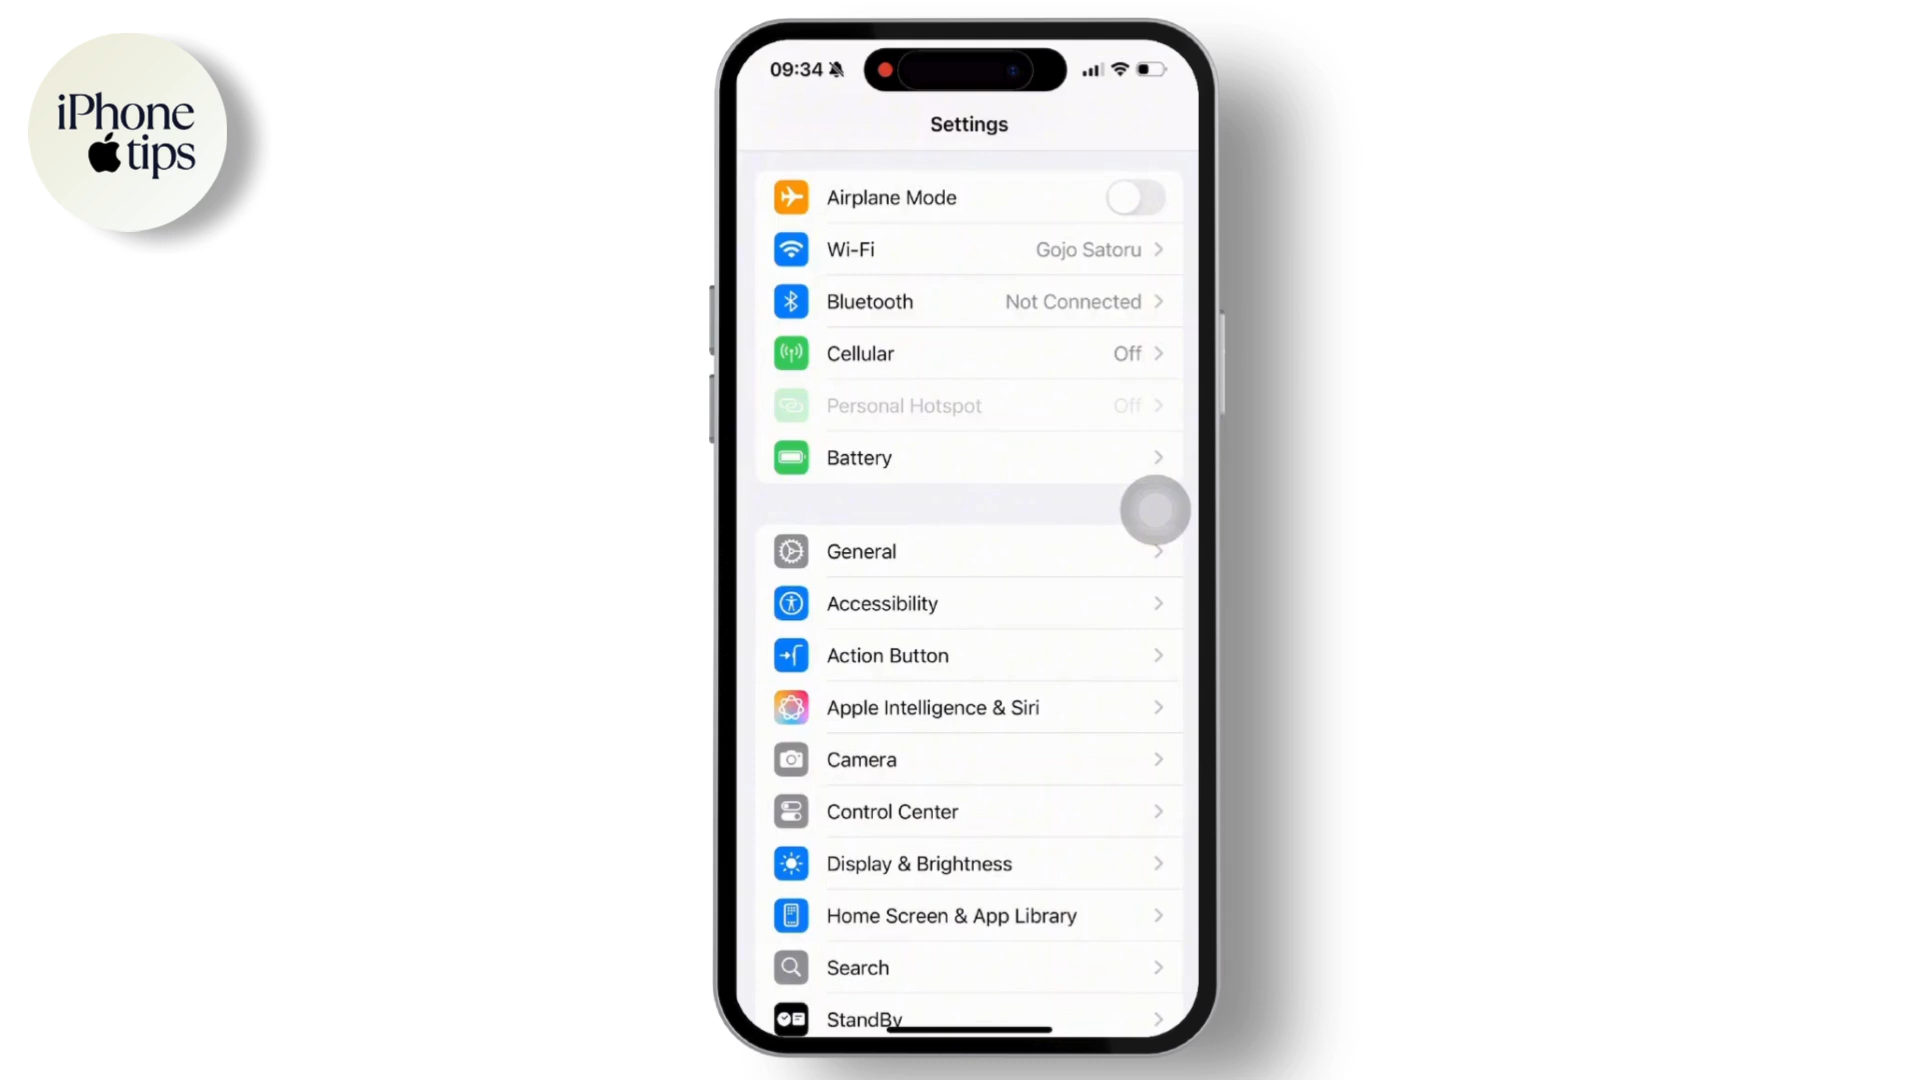 iPhone
tips
09:34
Settings
Airplane Mode
Wi-Fi Gojo Satoru
Bluetooth Not Connected
Cellular Off
Personal Hotspot Off
Battery
General
Accessibility
Action Button
Apple Intelligence & Siri
Camera
Control Center
Display & Brightness
Home Screen & App Library
Search
StandBy